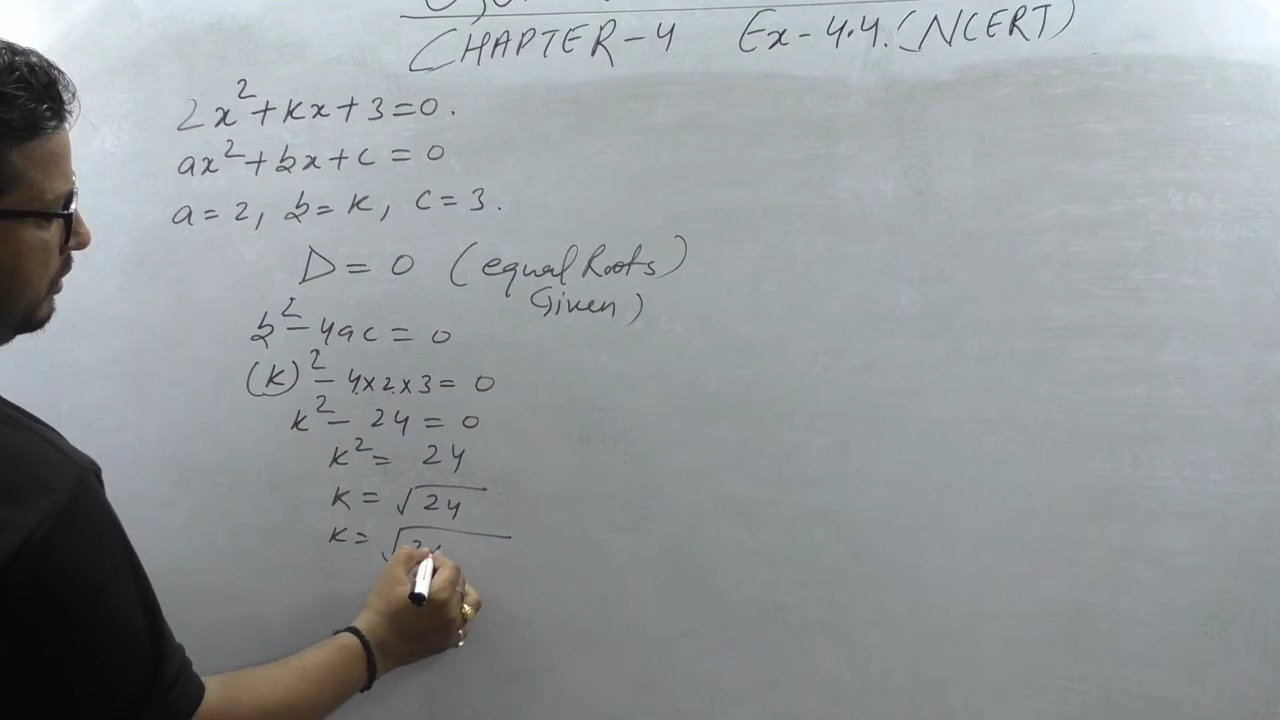 CHAPTER-4 Ex-4.4. (NCERT)
2x²+kx+3=0.
ax²+bx+c=0
a=2, b=k, c=3.
D=0 (equal Roots
Given)
b²-4ac=0
(k)²-4×2×3=0
k²-24=0
k²=24
k=√24
k=√2×